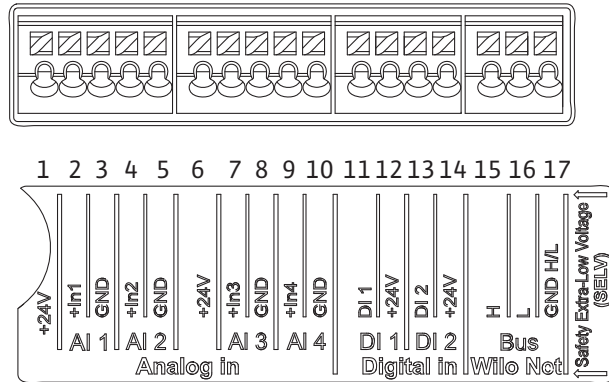 1 2 3 4 5 6 7 8 9 10 11 12 13 14 15 16 17
+24V +In1 GND +In2 GND +24V +In3 GND +In4 GND DI 1 +24V DI 2 +24V H L GND H/L
AI 1 AI 2 AI 3 AI 4 DI 1 DI 2 Bus
Analog in Digital in Wilo Net
Safety Extra-Low Voltage
(SELV)